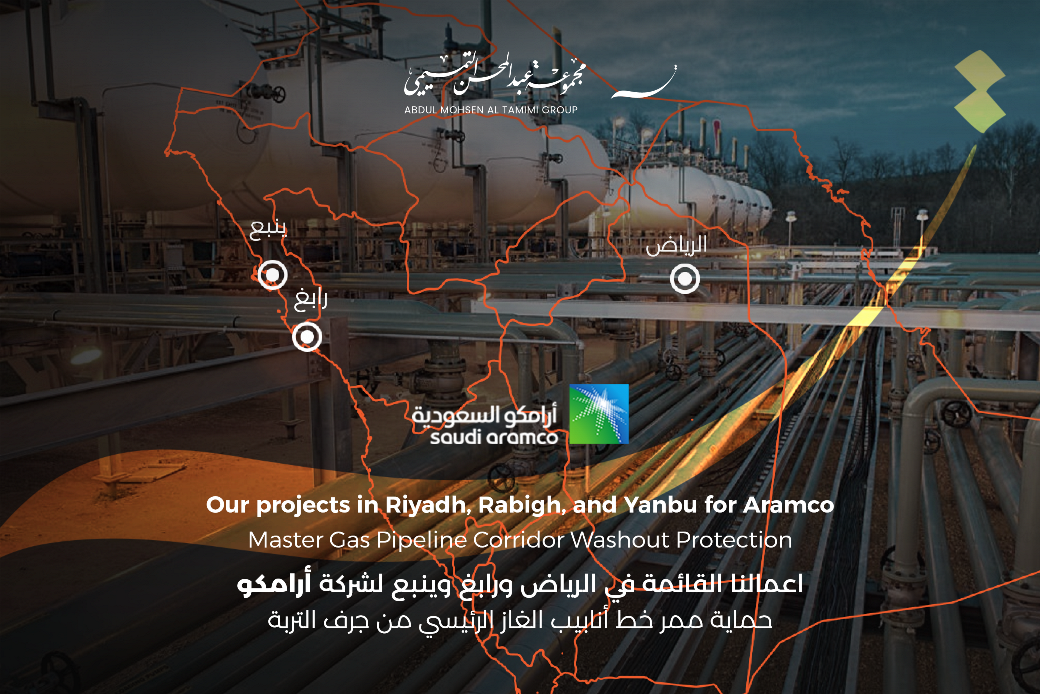 مجموعة عبدالمحسن التميمي
ABDUL MOHSEN AL TAMIMI GROUP
ينبع
الرياض
رابغ
أرامكو السعودية
saudi aramco
Our projects in Riyadh, Rabigh, and Yanbu for Aramco
Master Gas Pipeline Corridor Washout Protection
اعمالنا القائمة في الرياض ورابغ وينبع لشركة أرامكو
حماية ممر خط أنابيب الغاز الرئيسي من جرف التربة